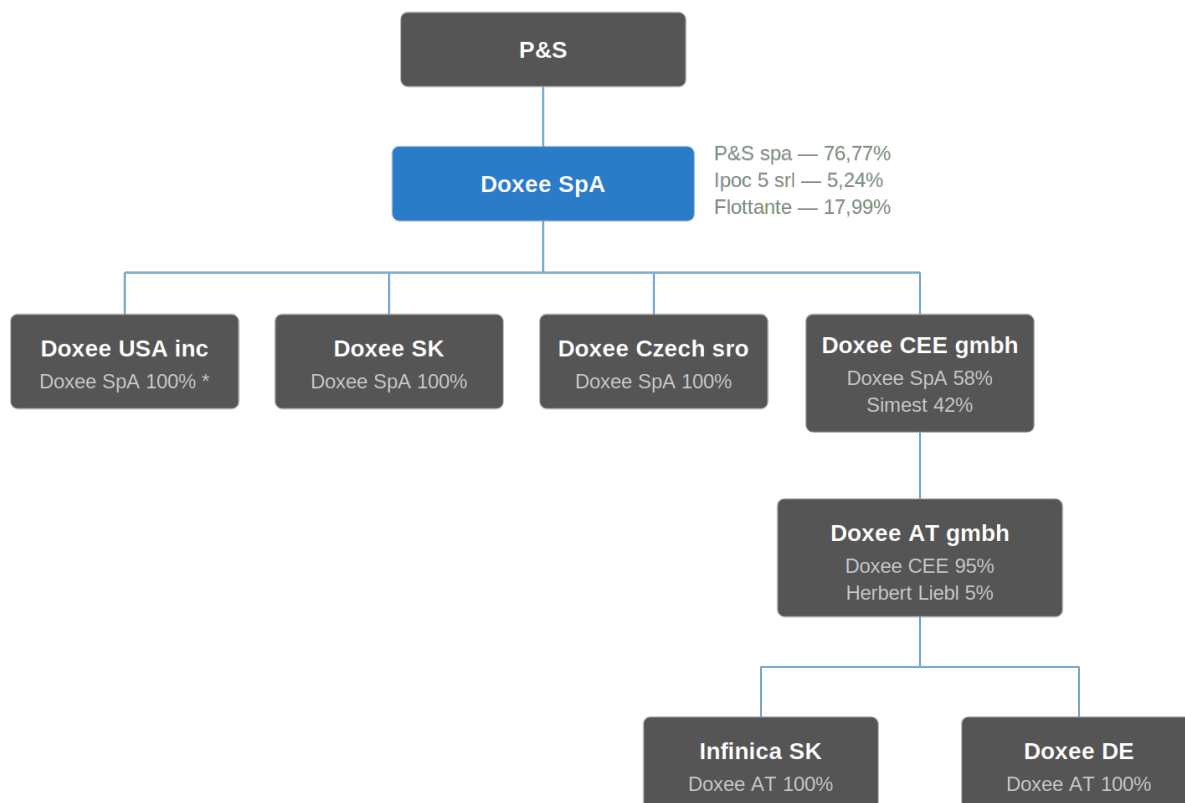 P&S
Doxee SpA
P&S spa — 76,77%
Ipoc 5 srl — 5,24%
Flottante — 17,99%
Doxee USA inc
Doxee SpA 100% *
Doxee SK
Doxee SpA 100%
Doxee Czech sro
Doxee SpA 100%
Doxee CEE gmbh
Doxee SpA 58%
Simest 42%
Doxee AT gmbh
Doxee CEE 95%
Herbert Liebl 5%
Infinica SK
Doxee AT 100%
Doxee DE
Doxee AT 100%